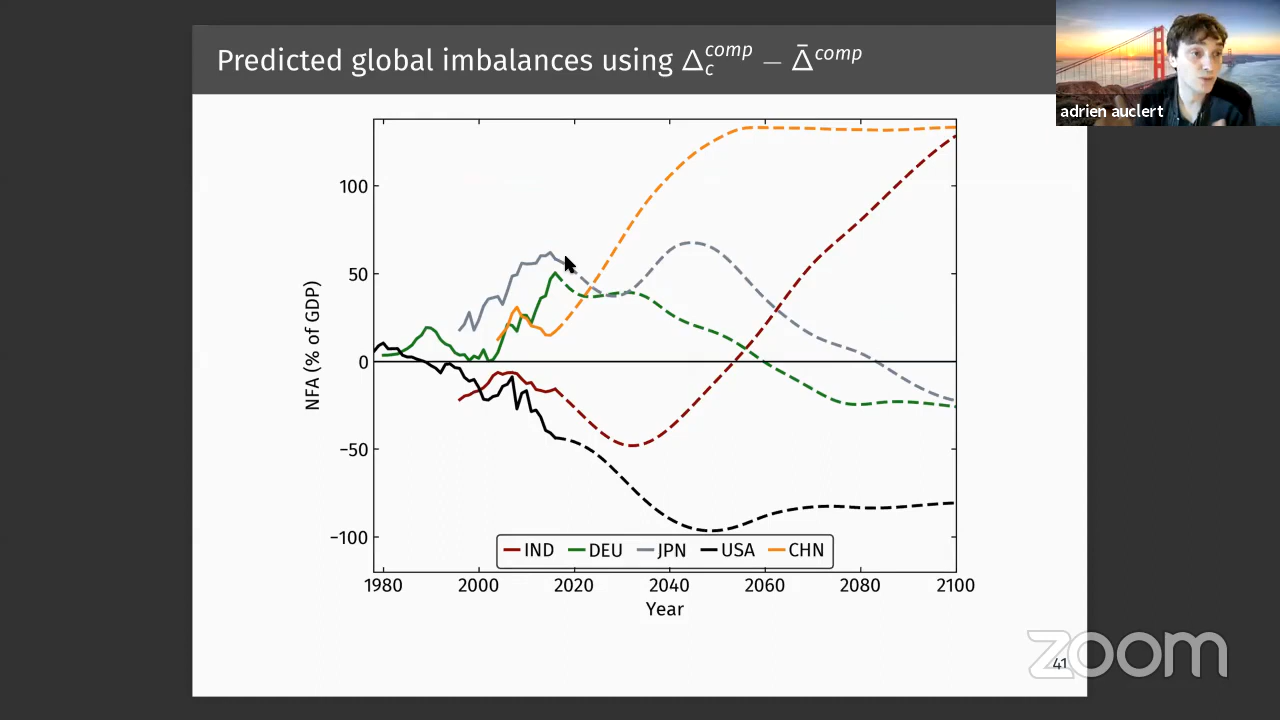 Predicted global imbalances using Δ_c^comp − Δ̄^comp
adrien auclert
100
50
0
−50
−100
NFA (% of GDP)
IND DEU JPN USA CHN
1980 2000 2020 2040 2060 2080 2100
Year
zoom
41